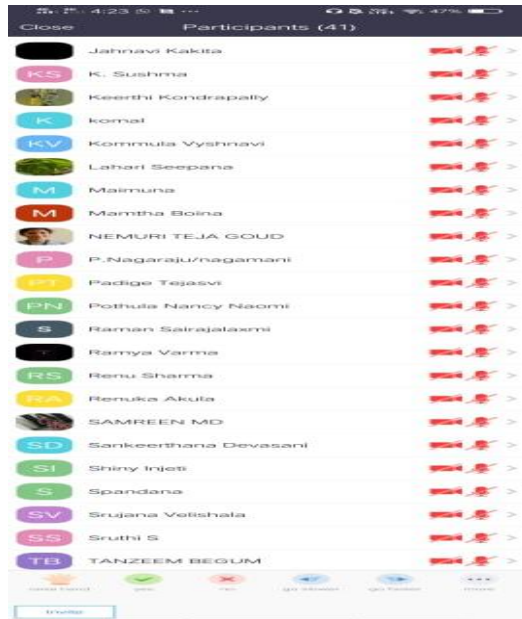 4:23 47%
Close Participants (41)
Jahnavi Kakita
KS K. Sushma
Keerthi Kondrapally
K komal
KV Kommula Vyshnavi
Lahari Seepana
M Maimuna
M Mamtha Boina
NEMURI TEJA GOUD
P P.Nagaraju/nagamani
PT Padige Tejasvi
PN Pothula Nancy Naomi
S Raman Sairajalaxmi
Ramya Varma
RS Renu Sharma
RA Renuka Akula
SAMREEN MD
SD Sankeerthana Devasani
SI Shiny Injeti
S Spandana
SV Srujana Velishala
SS Sruthi S
TB TANZEEM BEGUM
raise hand yes no go slower go faster more
Invite